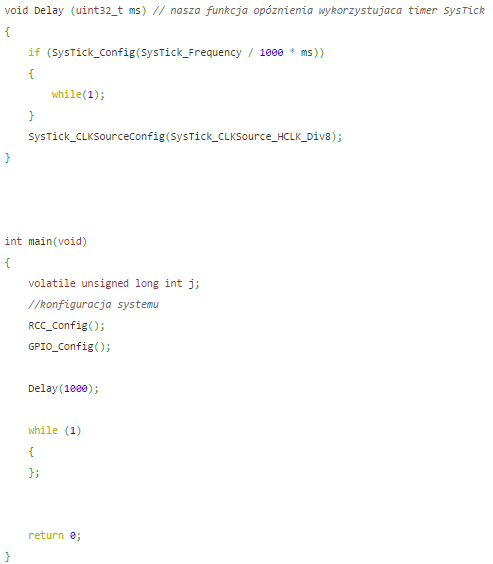 void Delay (uint32_t ms) // nasza funkcja opóznienia wykorzystujaca timer SysTick
{
    if (SysTick_Config(SysTick_Frequency / 1000 * ms))
    {
        while(1);
    }
    SysTick_CLKSourceConfig(SysTick_CLKSource_HCLK_Div8);
}
int main(void)
{
    volatile unsigned long int j;
    //konfiguracja systemu
    RCC_Config();
    GPIO_Config();
    Delay(1000);
    while (1)
    {
    };
    return 0;
}